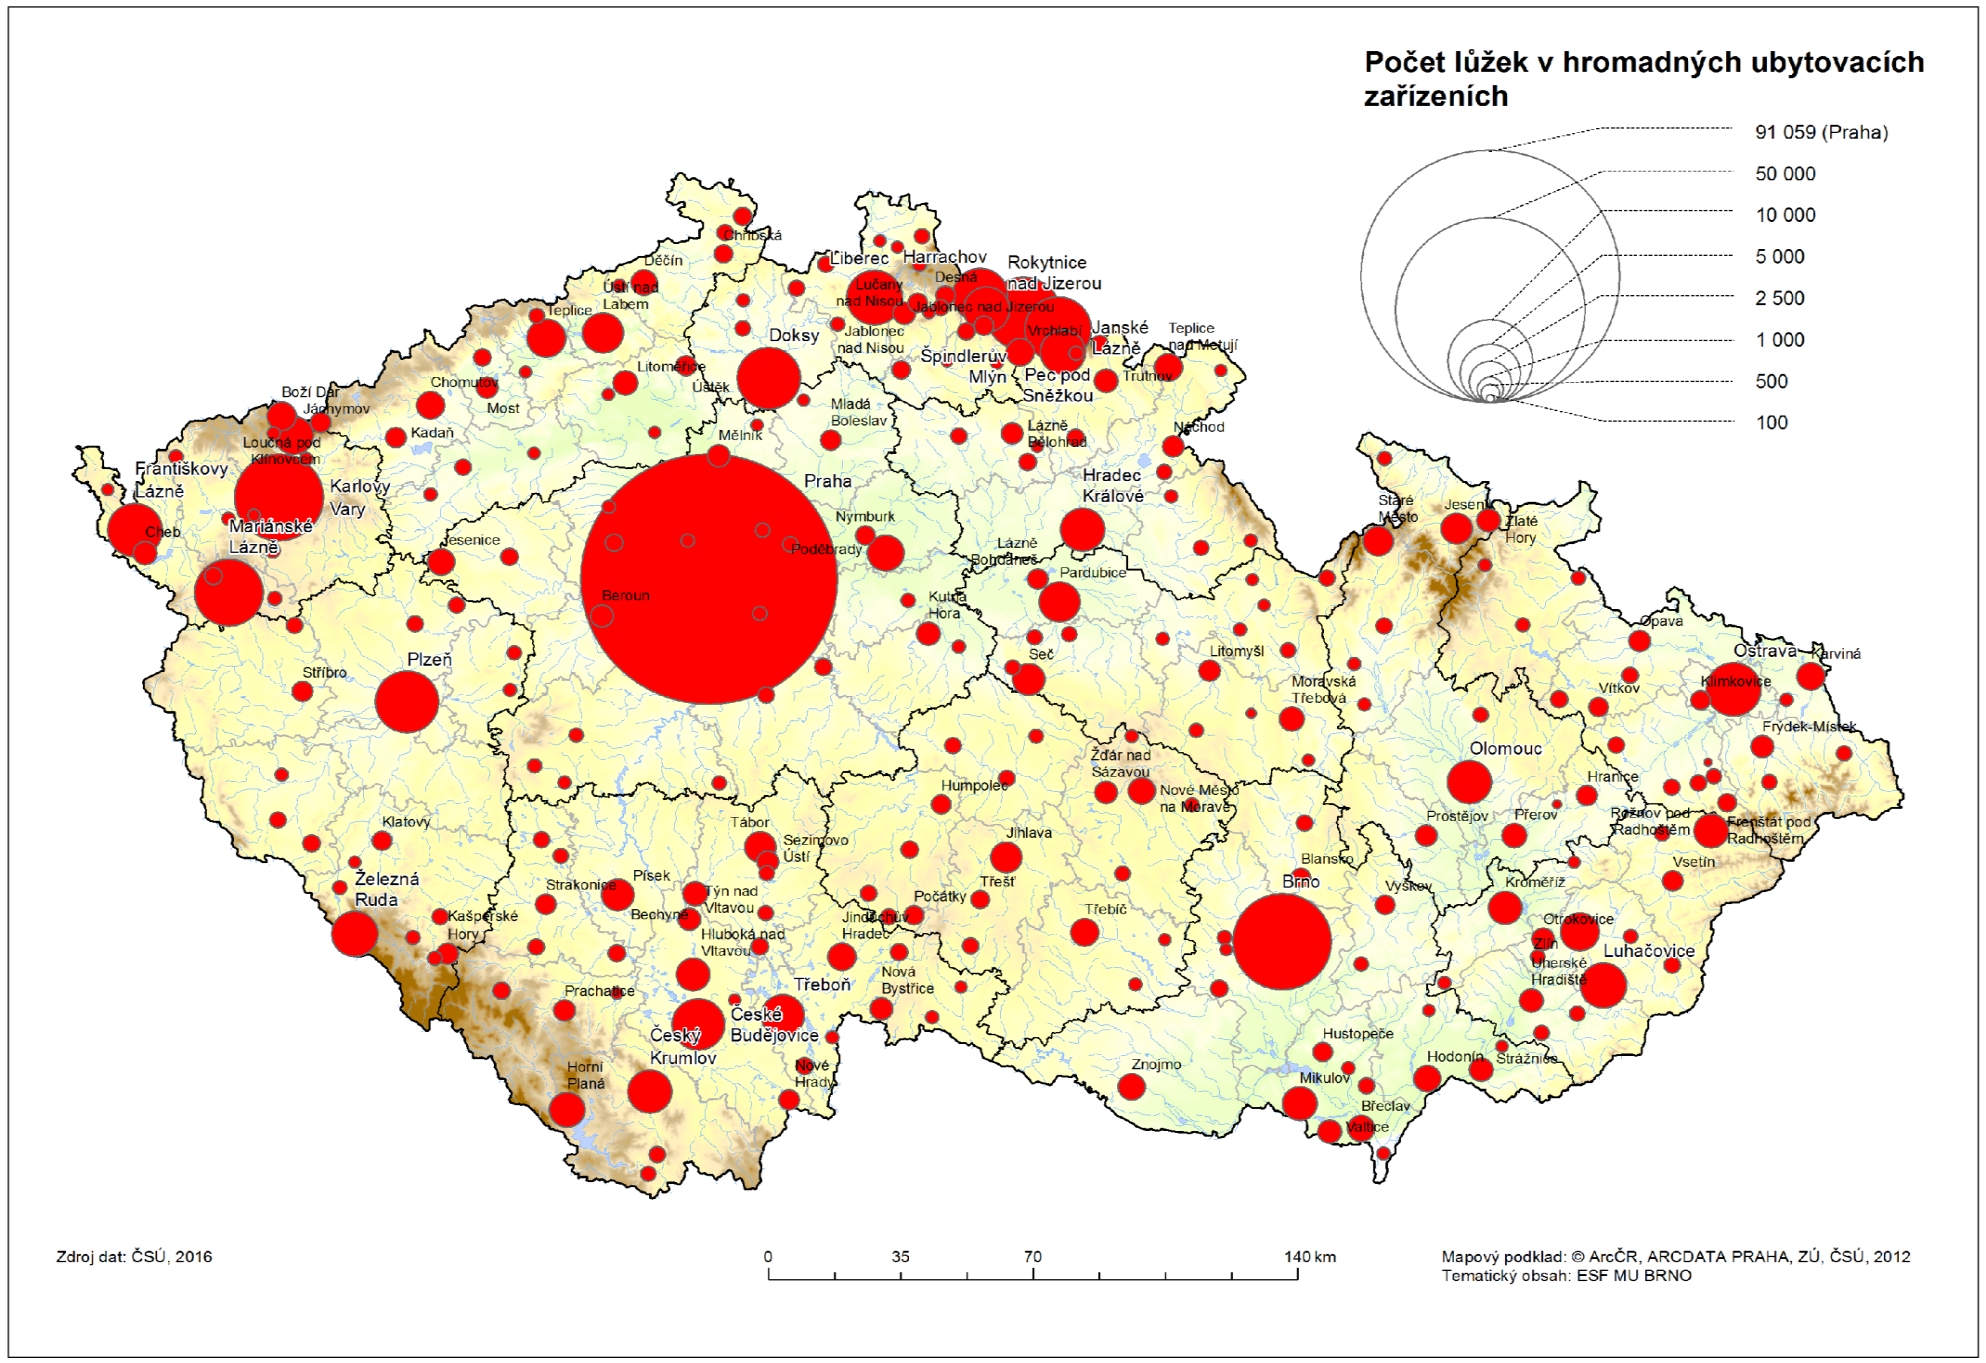 Počet lůžek v hromadných ubytovacích
zařízeních
91 059 (Praha)
50 000
10 000
5 000
2 500
1 000
500
100
Chřibská
Děčín
Ústí nad
Labem
Teplice
Liberec
Harrachov
Rokytnice
nad Jizerou
Desná
Lučany
nad Nisou
Jablonec nad Jizerou
Jablonec
nad Nisou
Vrchlabí
Janské
Lázně
Teplice
nad Metují
Doksy
Špindlerův
Mlýn
Pec pod
Sněžkou
Trutnov
Litoměřice
Úštěk
Chomutov
Most
Boží Dar
Jáchymov
Loučná pod
Klínovcem
Kadaň
Mladá
Boleslav
Mělník
Lázně
Bělohrad
Náchod
Františkovy
Lázně
Karlovy
Vary
Cheb
Mariánské
Lázně
Jesenice
Praha
Nymburk
Poděbrady
Beroun
Hradec
Králové
Lázně
Bohdaneč
Pardubice
Kutná
Hora
Staré
Město
Jeseník
Zlaté
Hory
Stříbro
Plzeň
Seč
Litomyšl
Moravská
Třebová
Opava
Ostrava
Karviná
Klimkovice
Vítkov
Frýdek-Místek
Olomouc
Hranice
Humpolec
Žďár nad
Sázavou
Nové Město
na Moravě
Klatovy
Tábor
Sezimovo
Ústí
Jihlava
Prostějov
Přerov
Rožnov pod
Radhoštěm
Frenštát pod
Radhoštěm
Vsetín
Blansko
Brno
Vyškov
Kroměříž
Otrokovice
Zlín
Luhačovice
Uherské
Hradiště
Železná
Ruda
Strakonice
Písek
Bechyně
Týn nad
Vltavou
Kašperské
Hory
Hluboká nad
Vltavou
Počátky
Třešť
Jindřichův
Hradec
Třebíč
Nová
Bystřice
Prachatice
Třeboň
České
Budějovice
Český
Krumlov
Horní
Planá
Nové
Hrady
Znojmo
Hustopeče
Mikulov
Hodonín
Strážnice
Břeclav
Valtice
Zdroj dat: ČSÚ, 2016
0 35 70 140 km
Mapový podklad: © ArcČR, ARCDATA PRAHA, ZÚ, ČSÚ, 2012
Tematický obsah: ESF MU BRNO